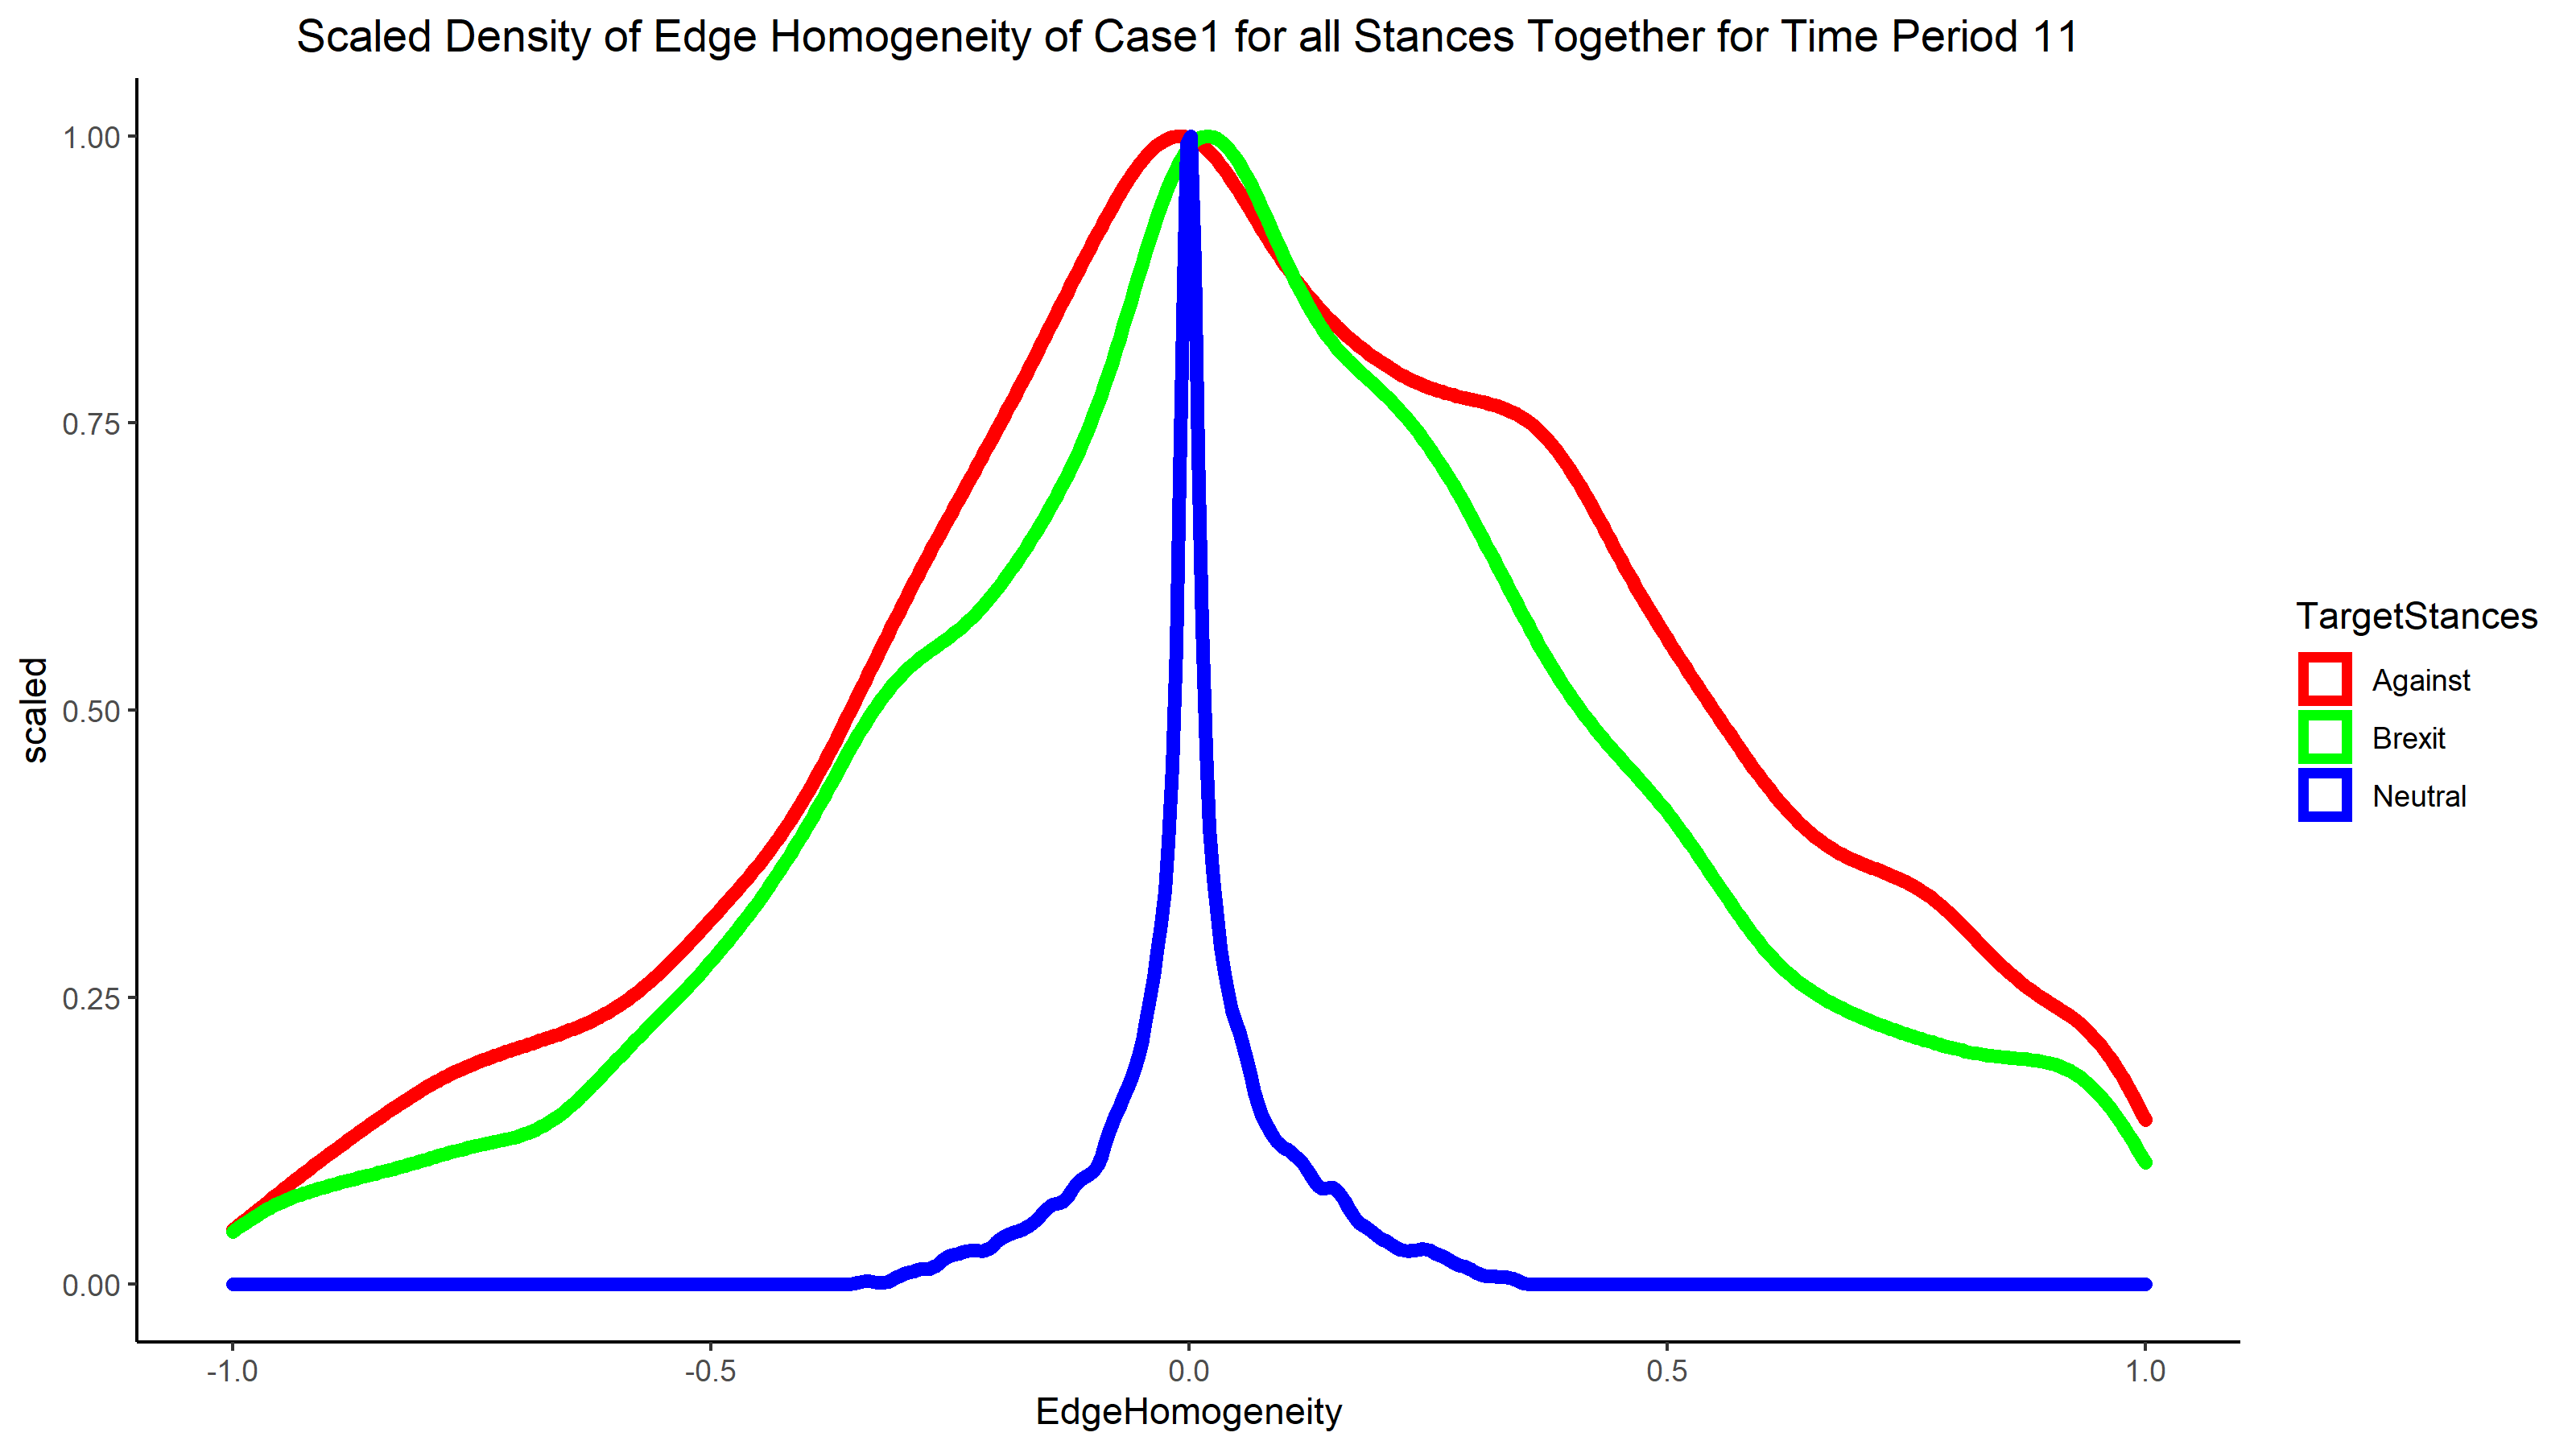 Scaled Density of Edge Homogeneity of Case1 for all Stances Together for Time Period 11
scaled
1.00
0.75
0.50
0.25
0.00
-1.0 -0.5 0.0 0.5 1.0
EdgeHomogeneity
TargetStances
Against
Brexit
Neutral